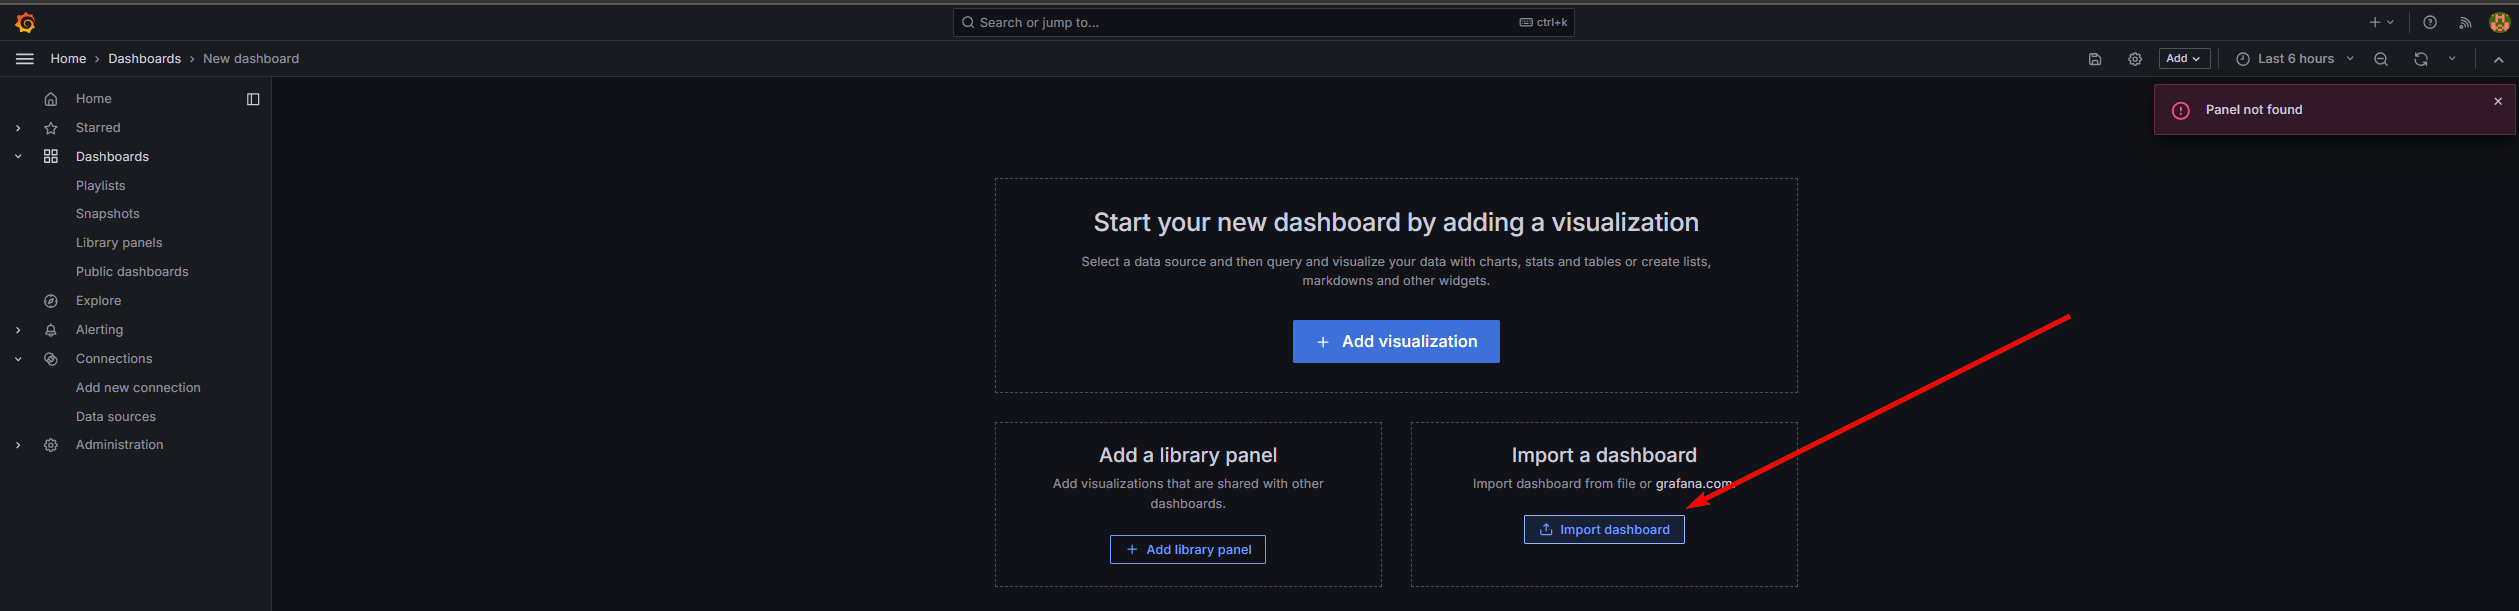 Search or jump to...
ctrl+k
Home › Dashboards › New dashboard
Add
Last 6 hours
Panel not found
Home
Starred
Dashboards
Playlists
Snapshots
Library panels
Public dashboards
Explore
Alerting
Connections
Add new connection
Data sources
Administration
Start your new dashboard by adding a visualization
Select a data source and then query and visualize your data with charts, stats and tables or create lists,
markdowns and other widgets.
+ Add visualization
Add a library panel
Add visualizations that are shared with other
dashboards.
+ Add library panel
Import a dashboard
Import dashboard from file or grafana.com.
Import dashboard